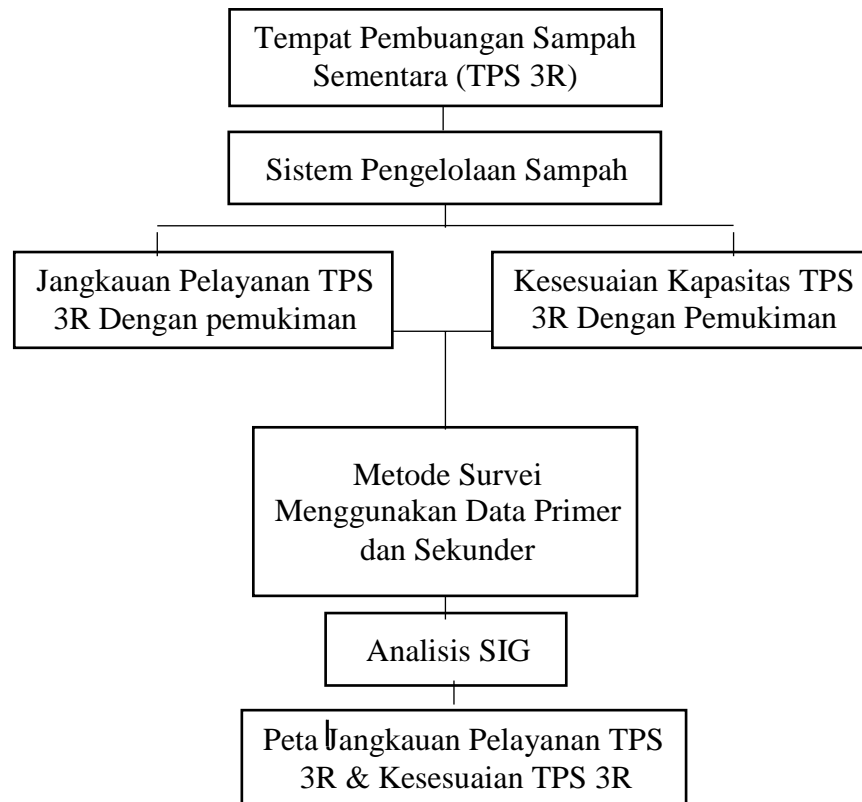 Tempat Pembuangan Sampah
Sementara (TPS 3R)
Sistem Pengelolaan Sampah
Jangkauan Pelayanan TPS
3R Dengan pemukiman
Kesesuaian Kapasitas TPS
3R Dengan Pemukiman
Metode Survei
Menggunakan Data Primer
dan Sekunder
Analisis SIG
Peta Jangkauan Pelayanan TPS
3R & Kesesuaian TPS 3R